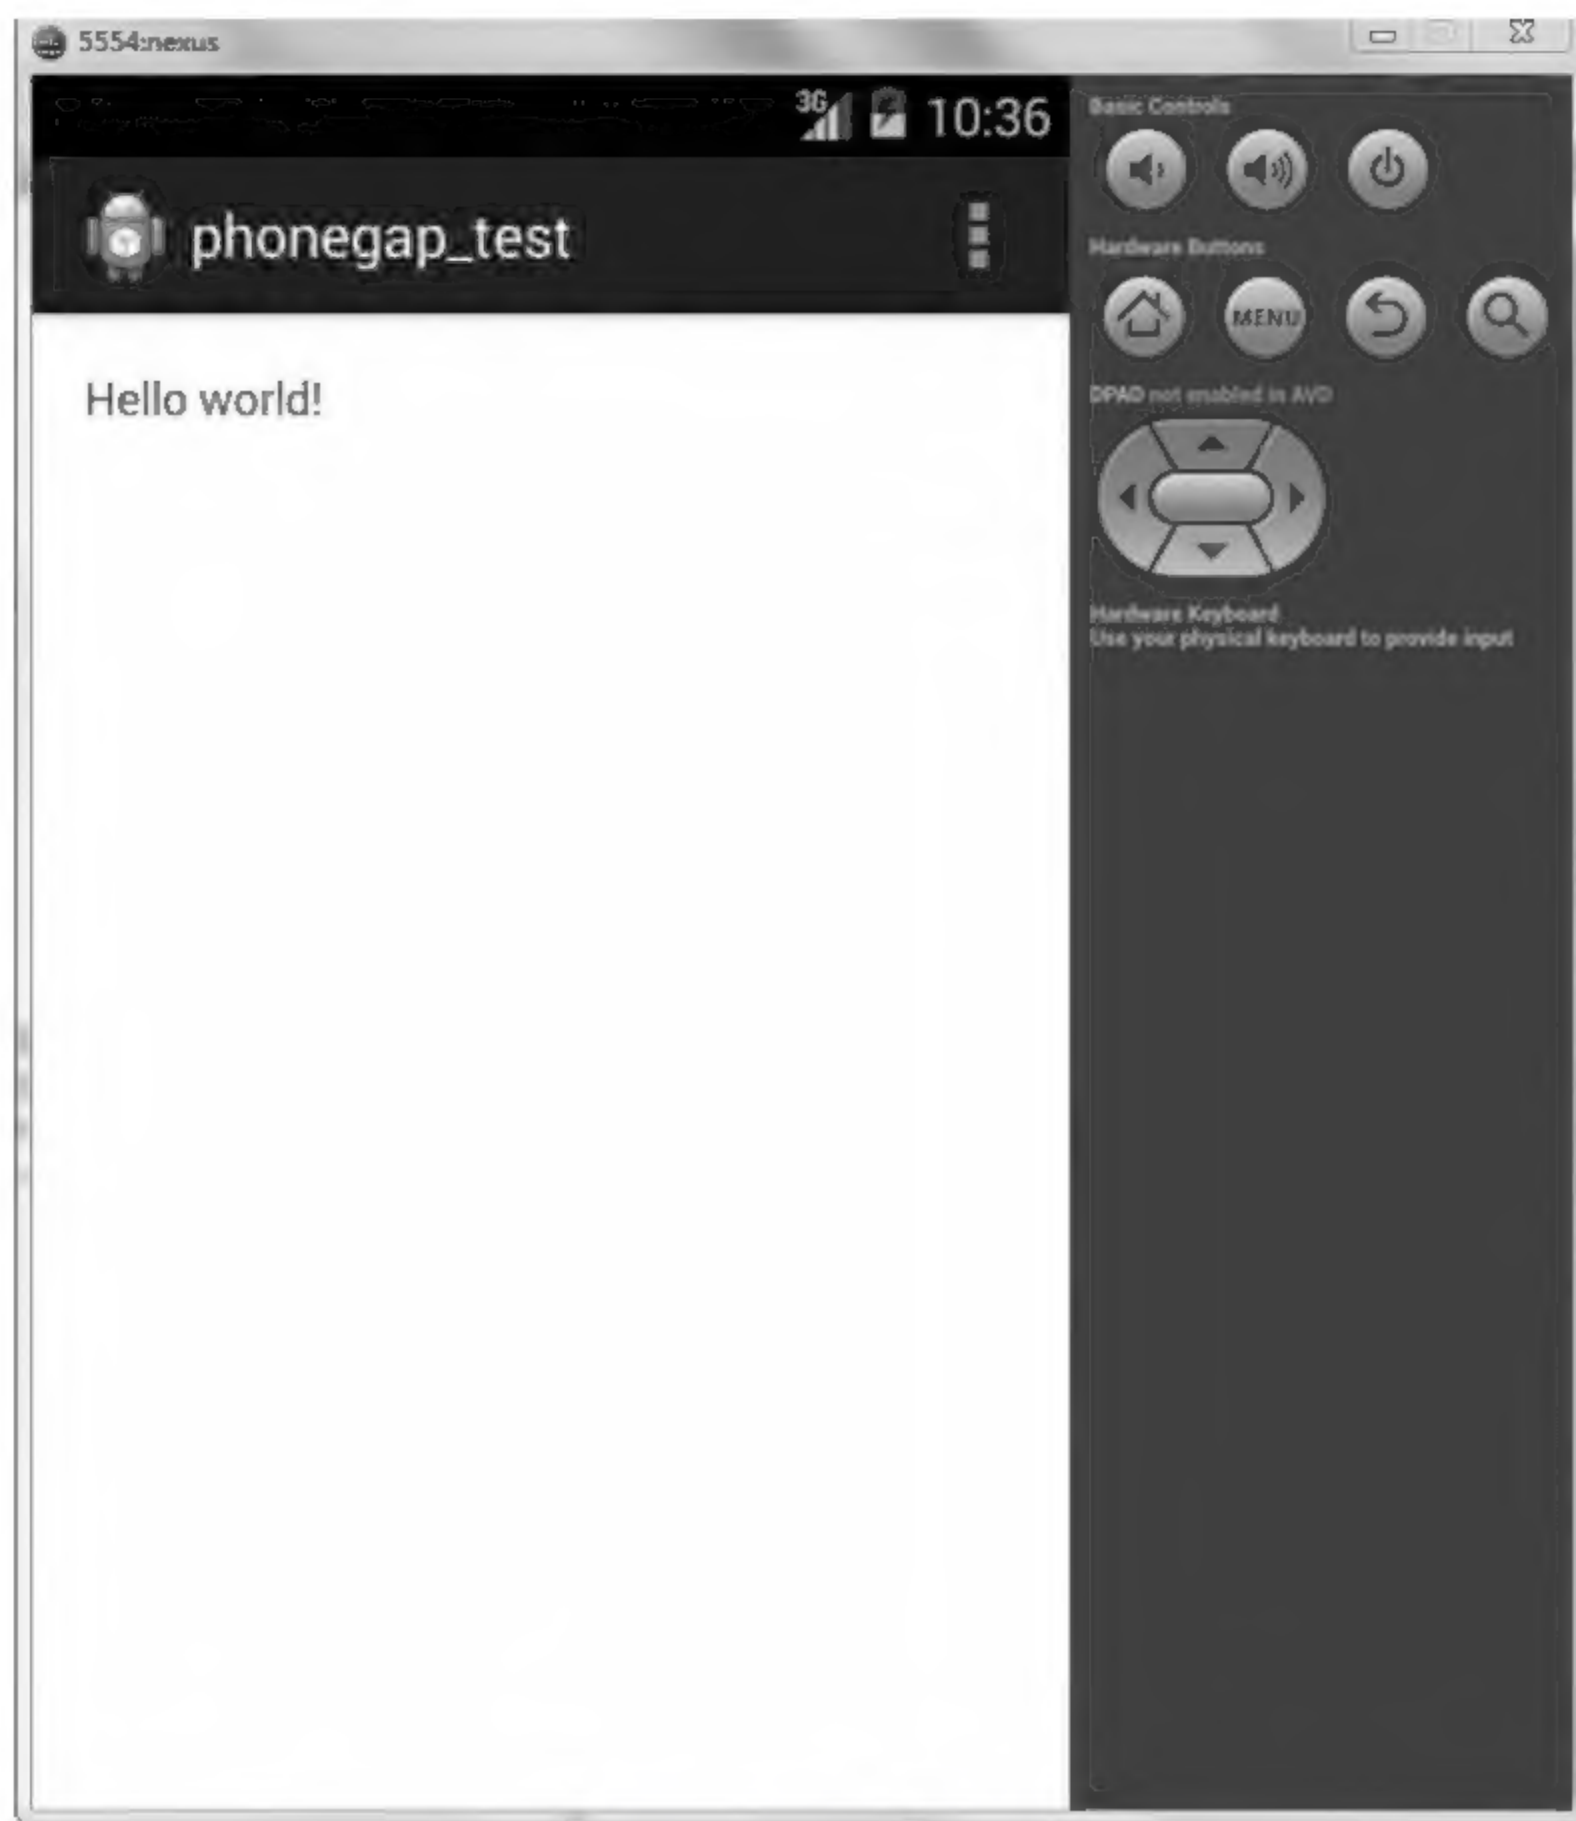 5554:nexus
3G 10:36
phonegap_test
Hello world!
Basic Controls
Hardware Buttons
MENU
DPAD not enabled in AVD
Hardware Keyboard
Use your physical keyboard to provide input